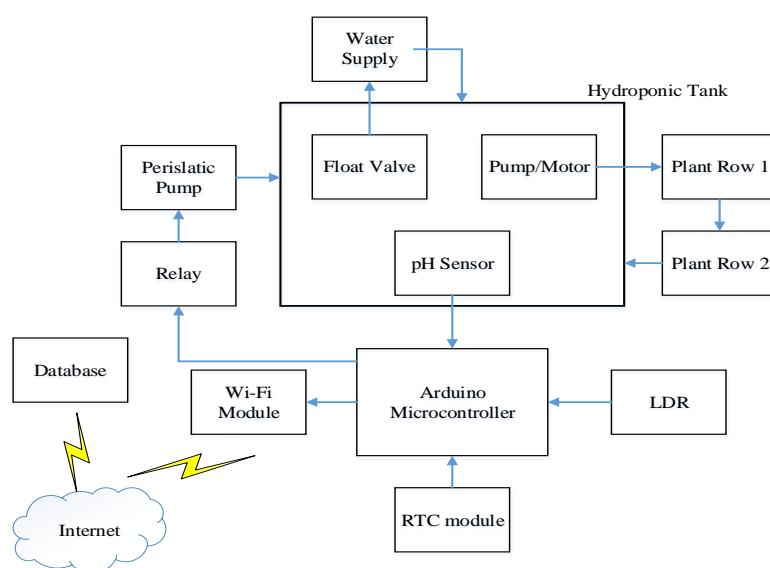 Water
Supply
Hydroponic Tank
Perislatic
Pump
Float Valve
Pump/Motor
Plant Row 1
pH Sensor
Relay
Plant Row 2
Database
Wi-Fi
Module
Arduino
Microcontroller
LDR
RTC module
Internet